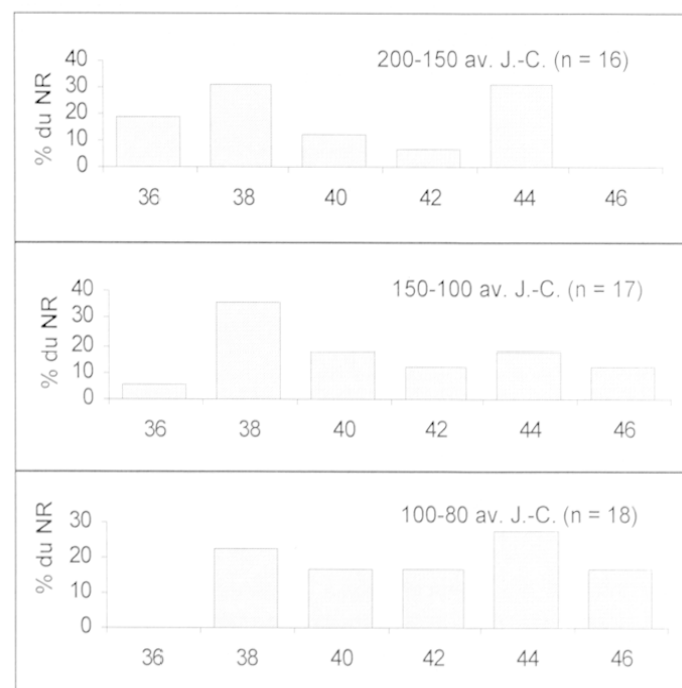 200-150 av. J.-C. (n = 16)
% du NR
40
30
20
10
0
36 38 40 42 44 46
150-100 av. J.-C. (n = 17)
% du NR
40
30
20
10
0
36 38 40 42 44 46
100-80 av. J.-C. (n = 18)
% du NR
30
20
10
0
36 38 40 42 44 46